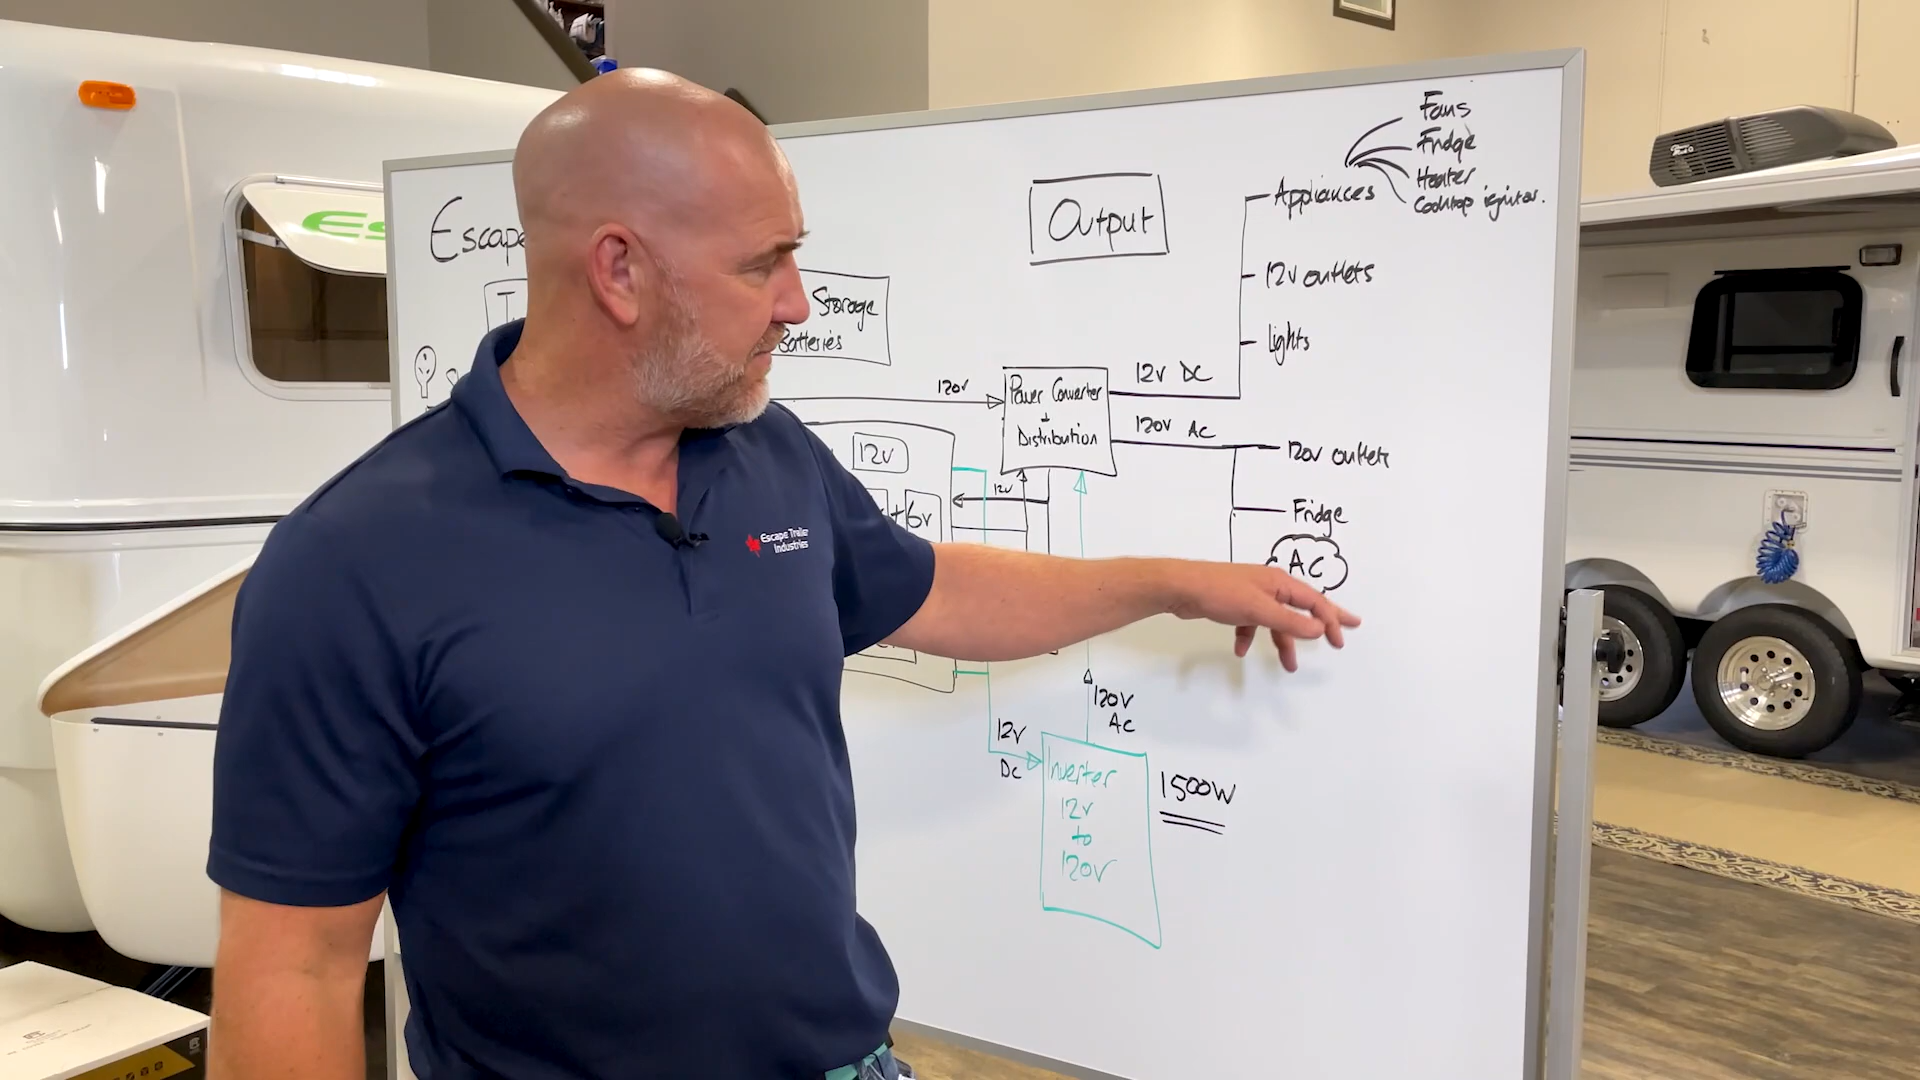 Escape
Output
Fans
Fridge
Heater
Cooktop ignitor.
Appliances
12v outlets
Lights
Storage
Batteries
120v
Power Converter
+
Distribution
12v DC
120v AC
120v outlets
Fridge
AC
12v
12v
+ 6v
Escape Trailer
Industries
120V
AC
12v
DC
Inverter
12v
to
120v
1500W